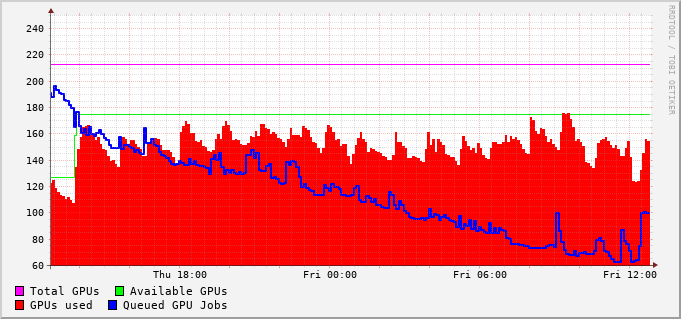 240
220
200
180
160
140
120
100
80
60
Thu 18:00 Fri 00:00 Fri 06:00 Fri 12:00
Total GPUs Available GPUs
GPUs used Queued GPU Jobs
RRDTOOL / TOBI OETIKER